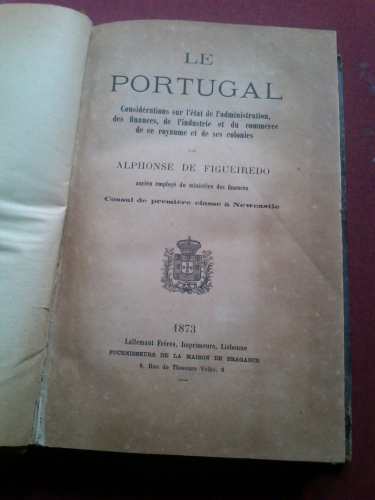 LE
PORTUGAL
Considérations sur l'état de l'administration,
des finances, de l'industrie et du commerce
de ce royaume et de ses colonies
PAR
ALPHONSE DE FIGUEIREDO
ancien employé du ministère des finances
Consul de première classe à Newcastle
1873
Lallemant Frères, Imprimeurs, Lisbonne
FOURNISSEURS DE LA MAISON DE BRAGANCE
6, Rua do Thesouro Velho, 6